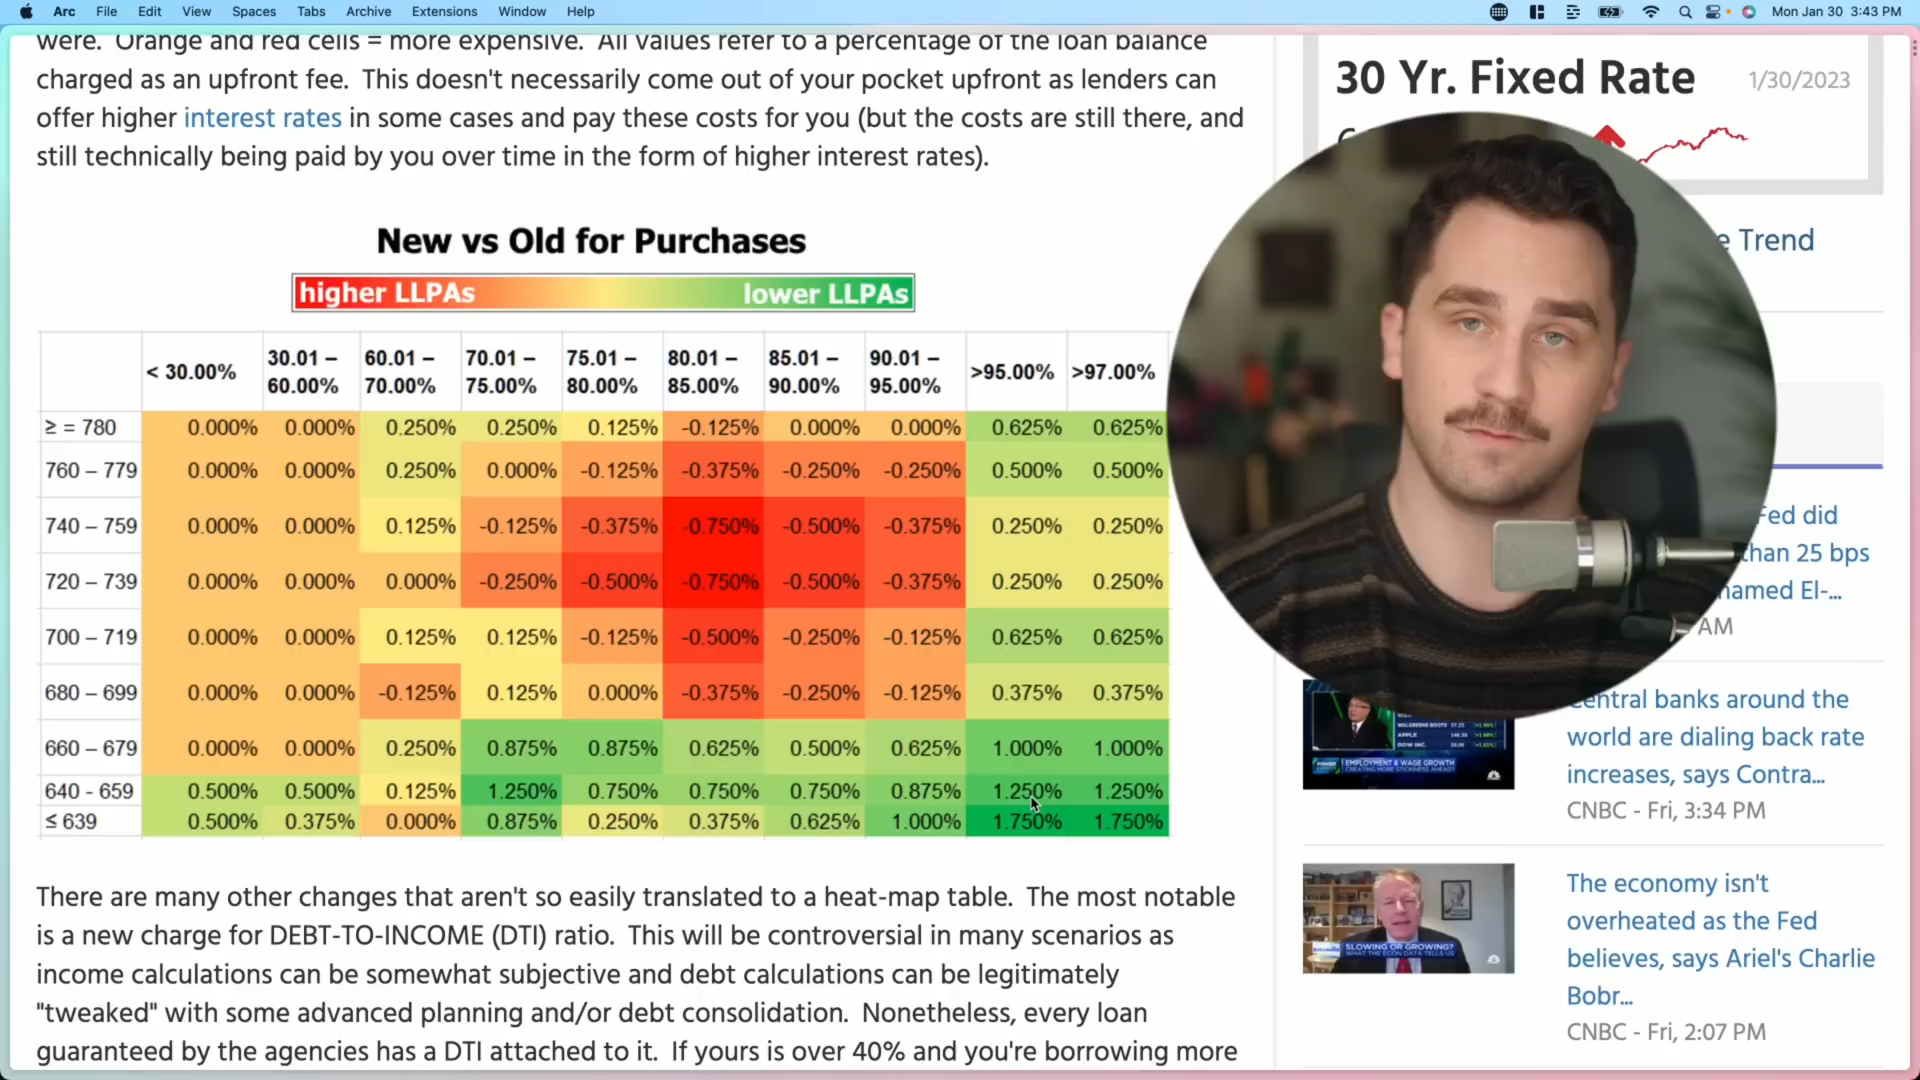 Arc File Edit View Spaces Tabs Archive Extensions Window Help Mon Jan 30 3:43 PM
were. Orange and red cells = more expensive. All values refer to a percentage of the loan balance
charged as an upfront fee. This doesn't necessarily come out of your pocket upfront as lenders can
offer higher interest rates in some cases and pay these costs for you (but the costs are still there, and
still technically being paid by you over time in the form of higher interest rates).
New vs Old for Purchases
higher LLPAs lower LLPAs
< 30.00% 30.01 – 60.00% 60.01 – 70.00% 70.01 – 75.00% 75.01 – 80.00% 80.01 – 85.00% 85.01 – 90.00% 90.01 – 95.00% >95.00% >97.00%
≥ = 780 0.000% 0.000% 0.250% 0.250% 0.125% -0.125% 0.000% 0.000% 0.625% 0.625%
760 – 779 0.000% 0.000% 0.250% 0.000% -0.125% -0.375% -0.250% -0.250% 0.500% 0.500%
740 – 759 0.000% 0.000% 0.125% -0.125% -0.375% -0.750% -0.500% -0.375% 0.250% 0.250%
720 – 739 0.000% 0.000% 0.000% -0.250% -0.500% -0.750% -0.500% -0.375% 0.250% 0.250%
700 – 719 0.000% 0.000% 0.125% 0.125% -0.125% -0.500% -0.250% -0.125% 0.625% 0.625%
680 – 699 0.000% 0.000% -0.125% 0.125% 0.000% -0.375% -0.250% -0.125% 0.375% 0.375%
660 – 679 0.000% 0.000% 0.250% 0.875% 0.875% 0.625% 0.500% 0.625% 1.000% 1.000%
640 - 659 0.500% 0.500% 0.125% 1.250% 0.750% 0.750% 0.750% 0.875% 1.250% 1.250%
≤ 639 0.500% 0.375% 0.000% 0.875% 0.250% 0.375% 0.625% 1.000% 1.750% 1.750%
There are many other changes that aren't so easily translated to a heat-map table. The most notable
is a new charge for DEBT-TO-INCOME (DTI) ratio. This will be controversial in many scenarios as
income calculations can be somewhat subjective and debt calculations can be legitimately
"tweaked" with some advanced planning and/or debt consolidation. Nonetheless, every loan
guaranteed by the agencies has a DTI attached to it. If yours is over 40% and you're borrowing more
30 Yr. Fixed Rate 1/30/2023
Trend
Fed did
than 25 bps
named El-...
AM
Central banks around the
world are dialing back rate
increases, says Contra...
CNBC - Fri, 3:34 PM
EMPLOYMENT & WAGE GROWTH
CREATING MORE STICKINESS AHEAD?
The economy isn't
overheated as the Fed
believes, says Ariel's Charlie
Bobr...
CNBC - Fri, 2:07 PM
SLOWING OR GROWING?
WHAT THE ECON DATA TELLS US